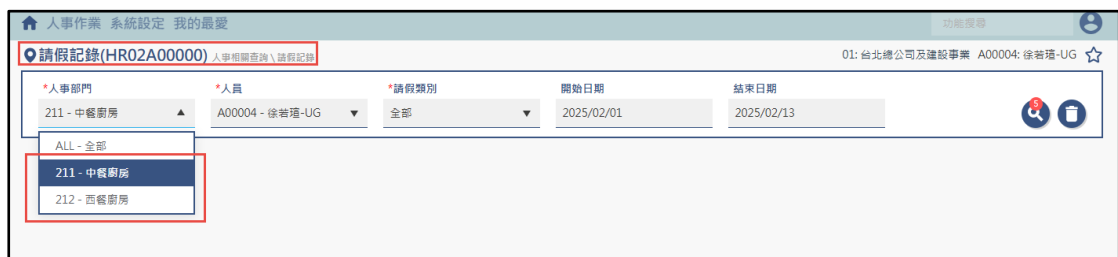 人事作業 系統設定 我的最愛 功能搜尋
請假記錄(HR02A00000) 人事相關查詢 \ 請假記錄 01: 台北總公司及建設事業 A00004: 徐若瑄-UG
*人事部門 *人員 *請假類別 開始日期 結束日期
211 - 中餐廚房 A00004 - 徐若瑄-UG 全部 2025/02/01 2025/02/13 5
ALL - 全部
211 - 中餐廚房
212 - 西餐廚房